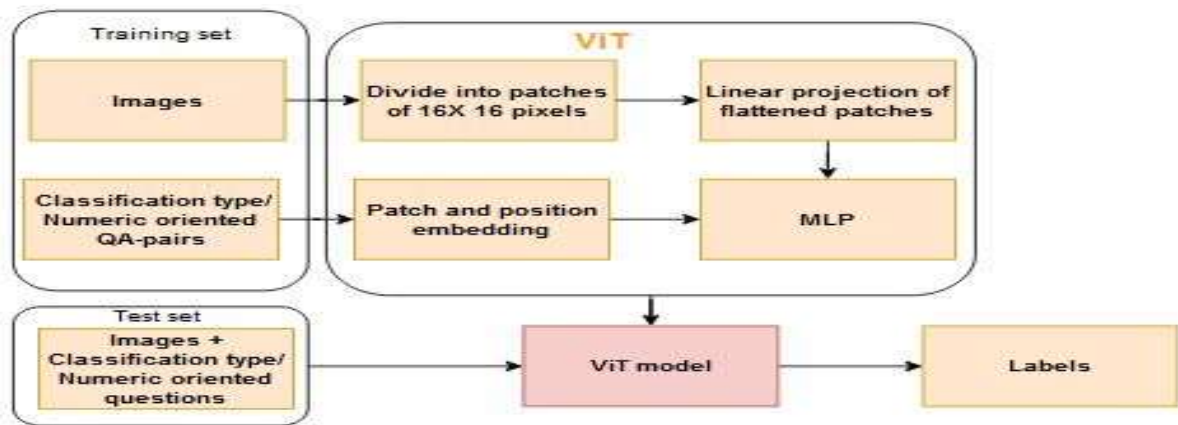 Training set
ViT
Images
Divide into patches
of 16X 16 pixels
Linear projection of
flattened patches
Classification type/
Numeric oriented
QA-pairs
Patch and position
embedding
MLP
Test set
Images +
Classification type/
Numeric oriented
questions
ViT model
Labels